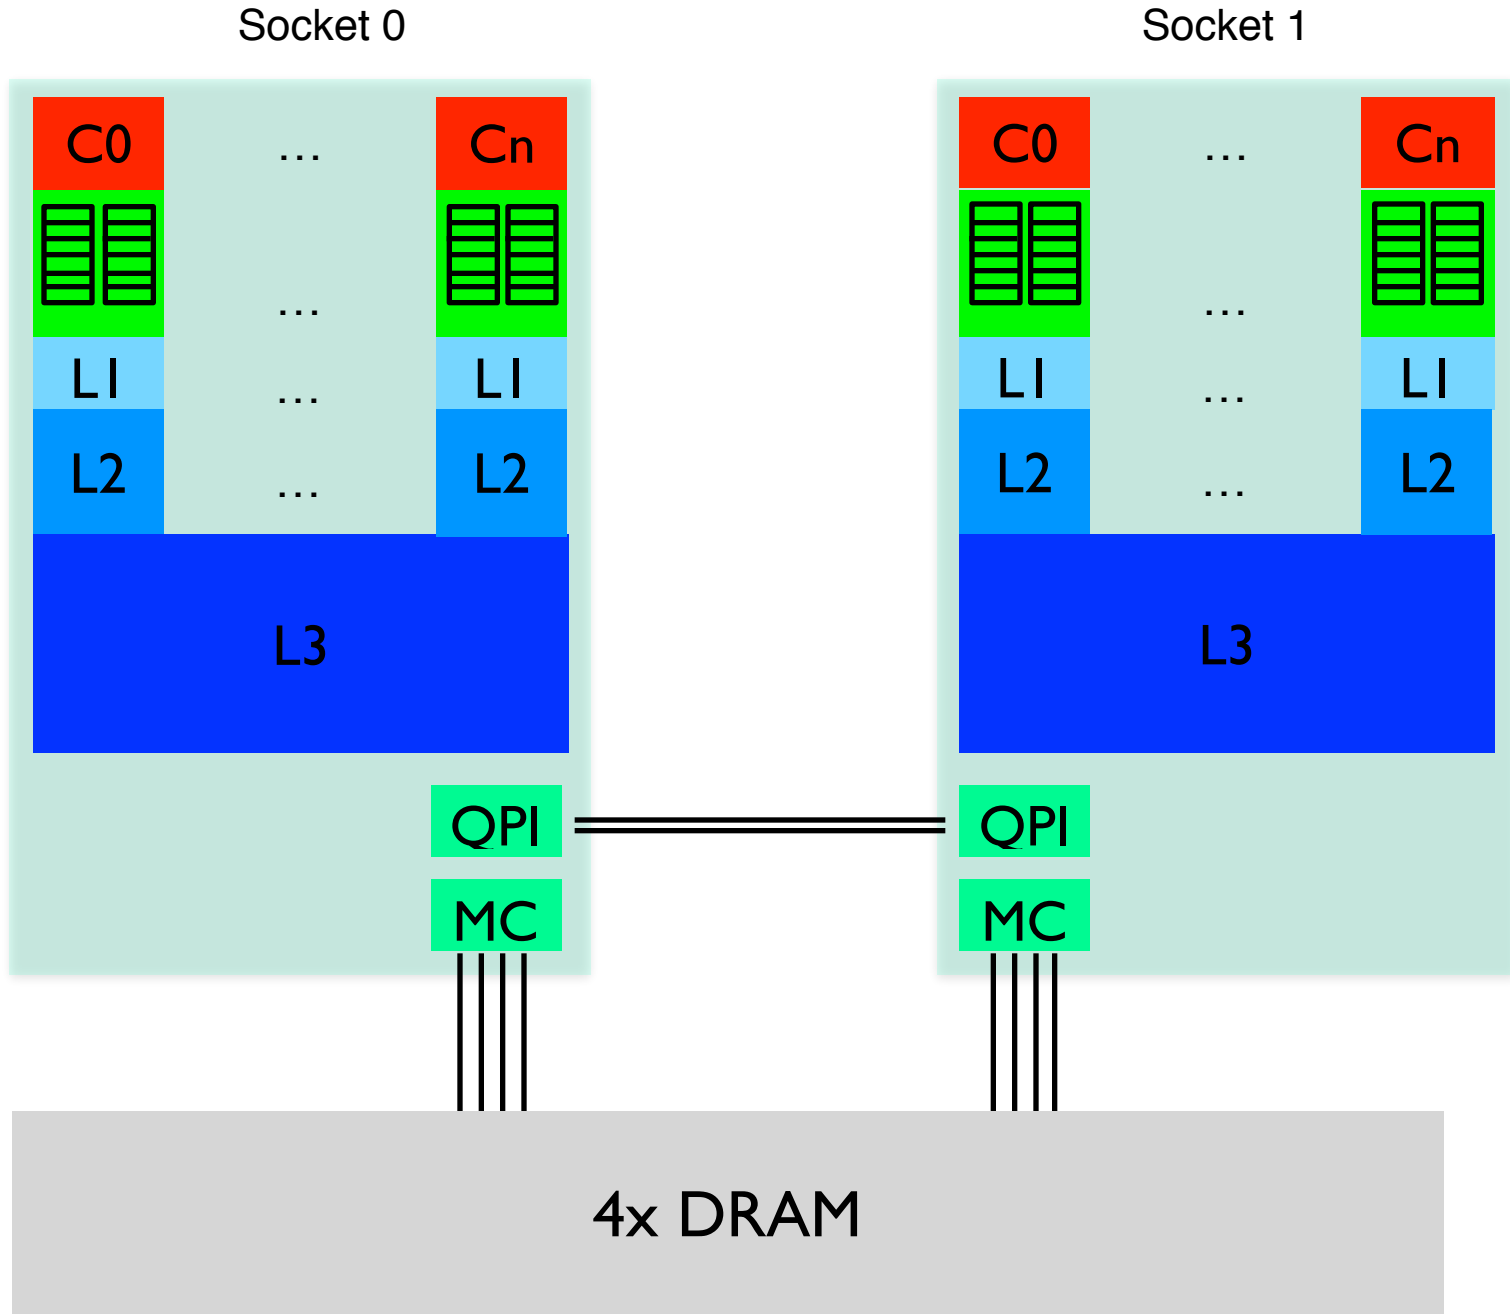 Socket 0
Socket 1
C0 ... Cn
C0 ... Cn
...
...
L1 ... L1
L1 ... L1
L2 ... L2
L2 ... L2
L3
L3
QPI
QPI
MC
MC
4x DRAM